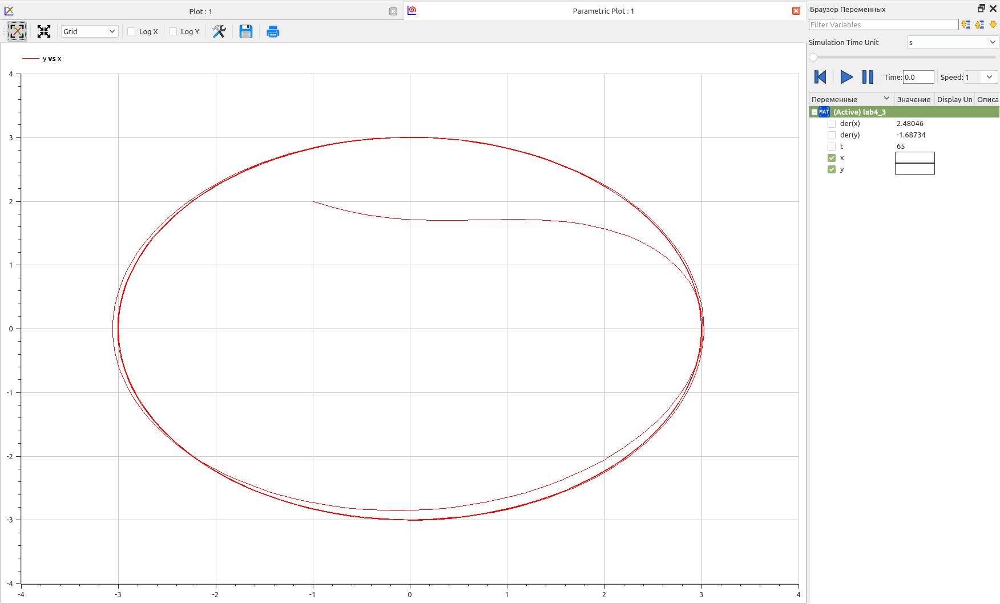 Plot : 1
Parametric Plot : 1
Браузер Переменных
Grid
Log X
Log Y
Filter Variables
Simulation Time Unit
s
y vs x
Time:
0.0
Speed:
1
Переменные
Значение
Display Un
Описа
MAT
(Active) lab4_3
der(x)
2.48046
der(y)
-1.68734
t
65
x
y
4
3
2
1
0
-1
-2
-3
-4
-4
-3
-2
-1
0
1
2
3
4